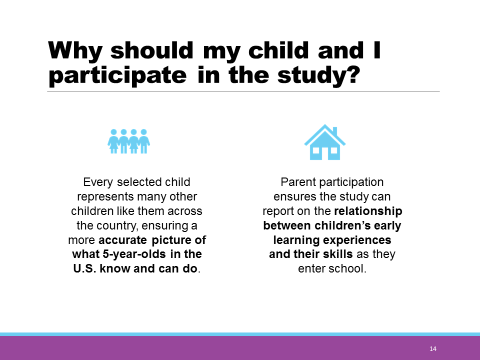 Why should my child and I
participate in the study?
Every selected child
represents many other
children like them across
the country, ensuring a
more accurate picture of
what 5-year-olds in the
U.S. know and can do.
Parent participation
ensures the study can
report on the relationship
between children’s early
learning experiences
and their skills as they
enter school.
14